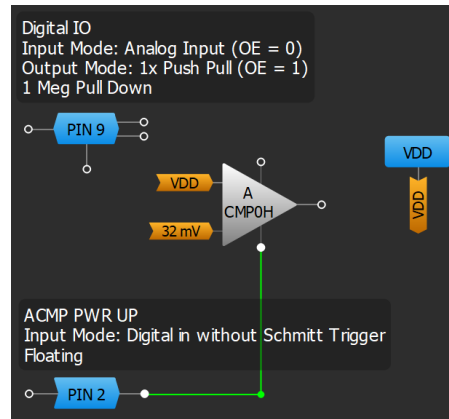 Digital IO
Input Mode: Analog Input (OE = 0)
Output Mode: 1x Push Pull (OE = 1)
1 Meg Pull Down
PIN 9
VDD
VDD
A
CMP0H
32 mV
VDD
ACMP PWR UP
Input Mode: Digital in without Schmitt Trigger
Floating
PIN 2